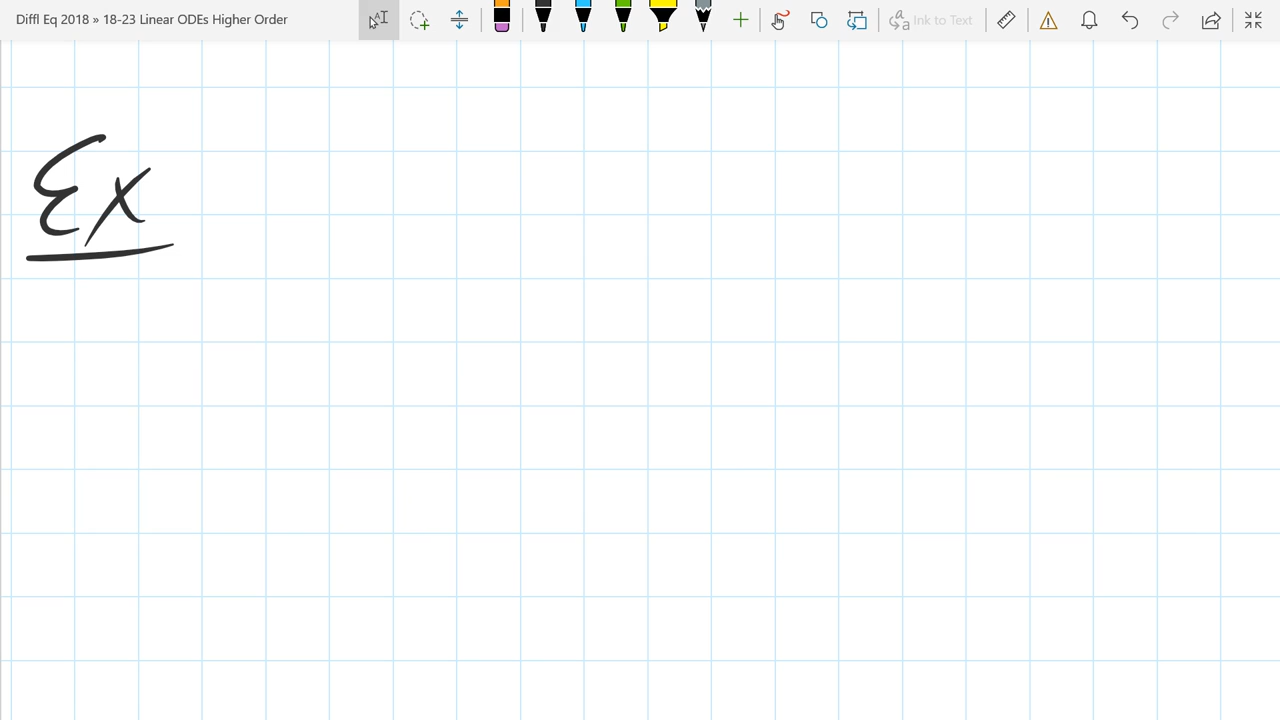 Diffl Eq 2018 » 18-23 Linear ODEs Higher Order
Ink to Text
Ex